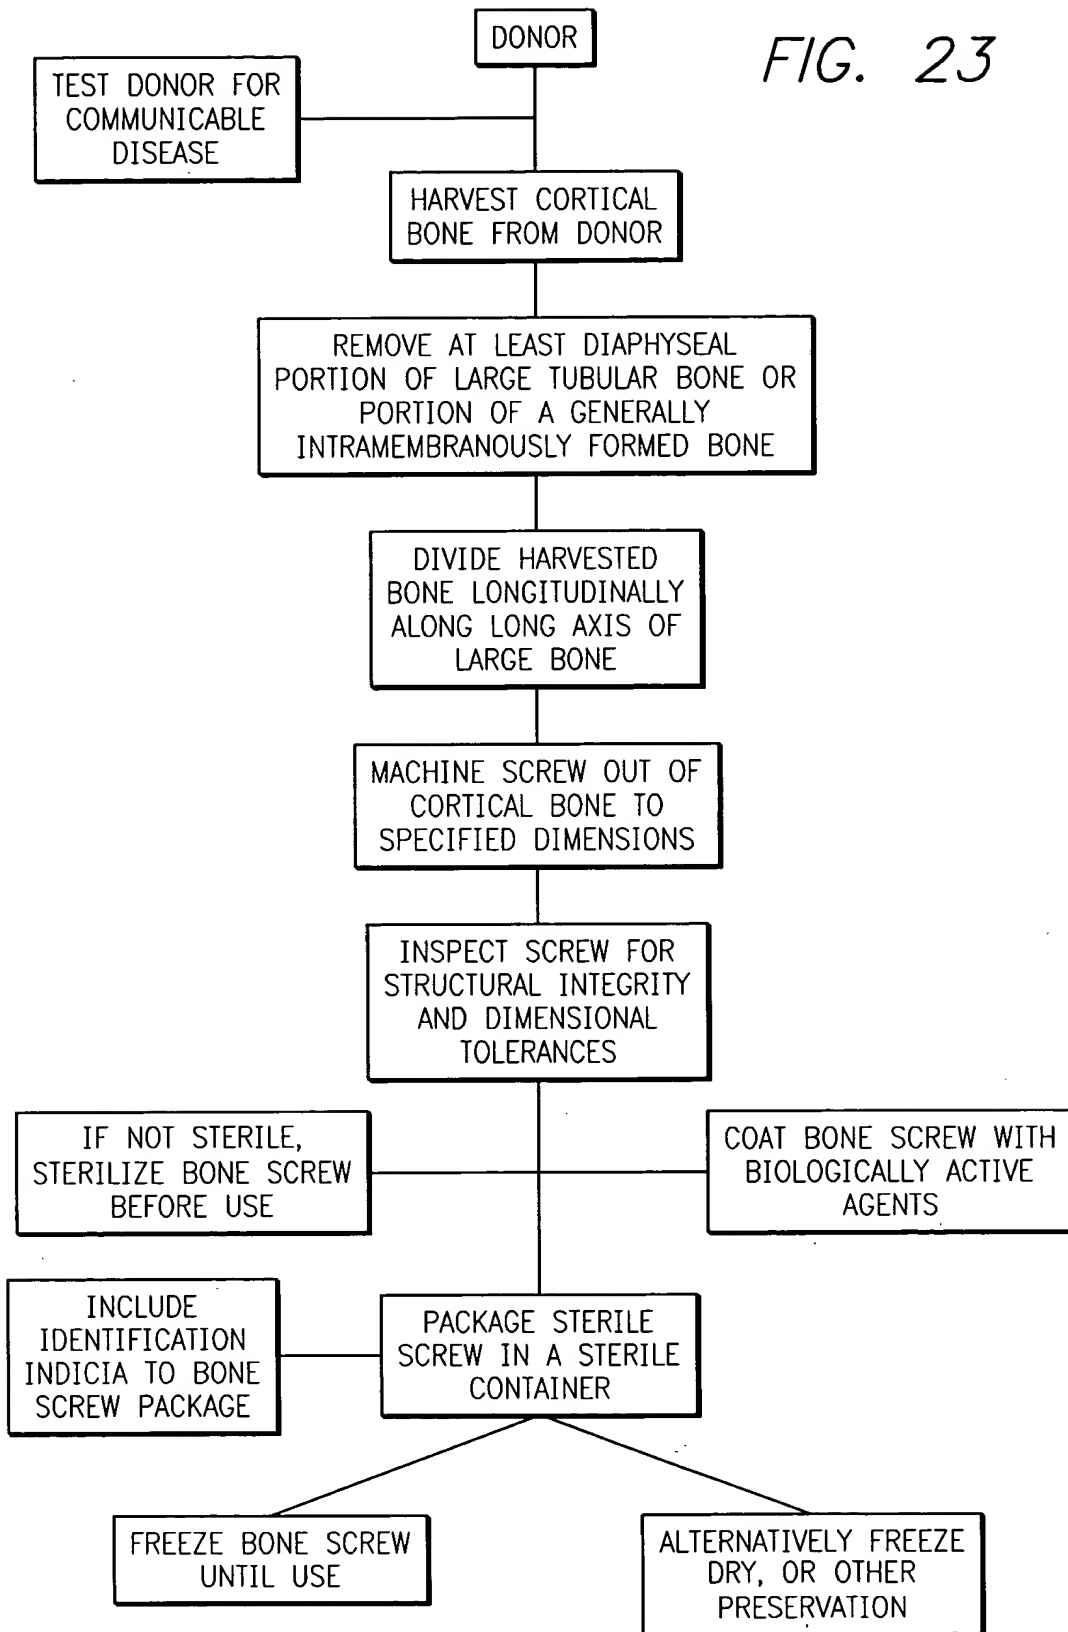 DONOR
FIG. 23
TEST DONOR FOR
COMMUNICABLE
DISEASE
HARVEST CORTICAL
BONE FROM DONOR
REMOVE AT LEAST DIAPHYSEAL
PORTION OF LARGE TUBULAR BONE OR
PORTION OF A GENERALLY
INTRAMEMBRANOUSLY FORMED BONE
DIVIDE HARVESTED
BONE LONGITUDINALLY
ALONG LONG AXIS OF
LARGE BONE
MACHINE SCREW OUT OF
CORTICAL BONE TO
SPECIFIED DIMENSIONS
INSPECT SCREW FOR
STRUCTURAL INTEGRITY
AND DIMENSIONAL
TOLERANCES
IF NOT STERILE,
STERILIZE BONE SCREW
BEFORE USE
COAT BONE SCREW WITH
BIOLOGICALLY ACTIVE
AGENTS
INCLUDE
IDENTIFICATION
INDICIA TO BONE
SCREW PACKAGE
PACKAGE STERILE
SCREW IN A STERILE
CONTAINER
FREEZE BONE SCREW
UNTIL USE
ALTERNATIVELY FREEZE
DRY, OR OTHER
PRESERVATION